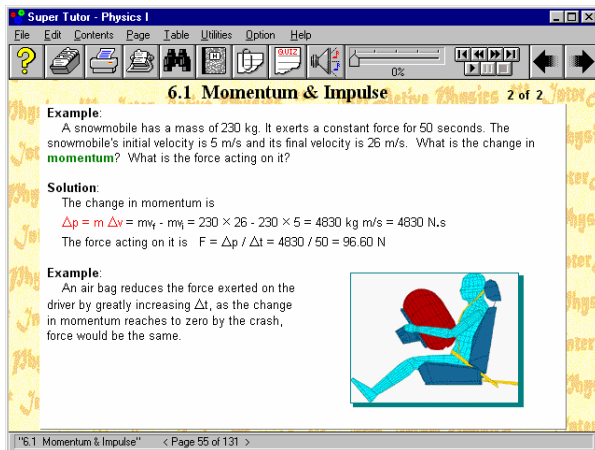 Super Tutor - Physics I
File Edit Contents Page Table Utilities Option Help
QUIZ
0%
6.1 Momentum & Impulse
2 of 2
Example:
A snowmobile has a mass of 230 kg. It exerts a constant force for 50 seconds. The
snowmobile's initial velocity is 5 m/s and its final velocity is 26 m/s. What is the change in
momentum? What is the force acting on it?
Solution:
The change in momentum is
Δp = m Δv = mvf - mvi = 230 × 26 - 230 × 5 = 4830 kg m/s = 4830 N.s
The force acting on it is F = Δp / Δt = 4830 / 50 = 96.60 N
Example:
An air bag reduces the force exerted on the
driver by greatly increasing Δt, as the change
in momentum reaches to zero by the crash,
force would be the same.
"6.1 Momentum & Impulse" < Page 55 of 131 >